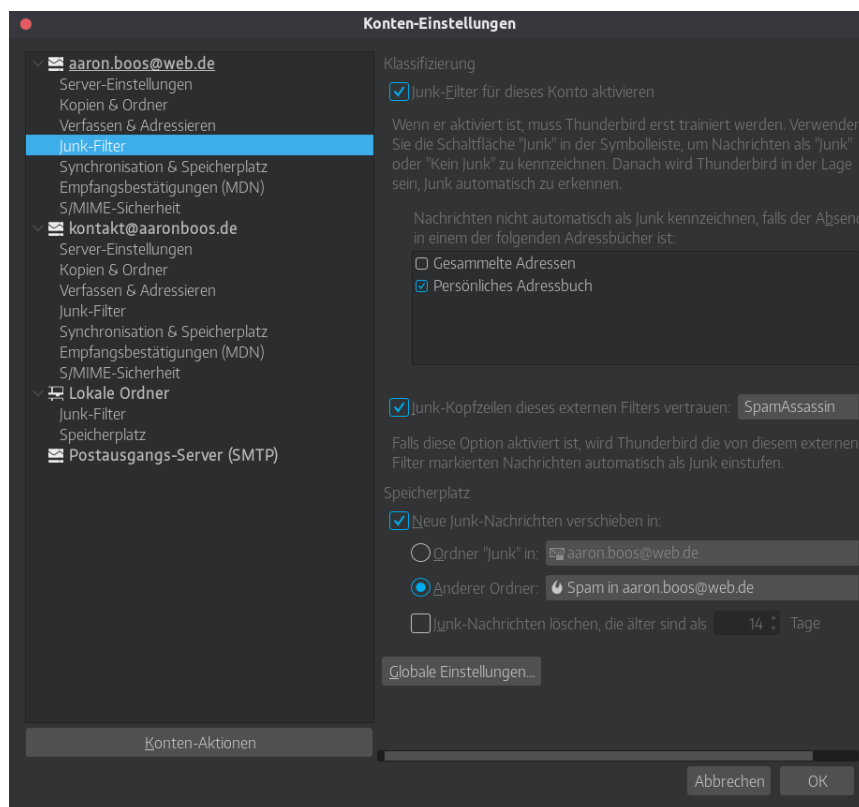 Konten-Einstellungen
aaron.boos@web.de
Server-Einstellungen
Kopien & Ordner
Verfassen & Adressieren
Junk-Filter
Synchronisation & Speicherplatz
Empfangsbestätigungen (MDN)
S/MIME-Sicherheit
kontakt@aaronboos.de
Server-Einstellungen
Kopien & Ordner
Verfassen & Adressieren
Junk-Filter
Synchronisation & Speicherplatz
Empfangsbestätigungen (MDN)
S/MIME-Sicherheit
Lokale Ordner
Junk-Filter
Speicherplatz
Postausgangs-Server (SMTP)
Konten-Aktionen
Klassifizierung
Junk-Filter für dieses Konto aktivieren
Wenn er aktiviert ist, muss Thunderbird erst trainiert werden. Verwenden
Sie die Schaltfläche "Junk" in der Symbolleiste, um Nachrichten als "Junk"
oder "Kein Junk" zu kennzeichnen. Danach wird Thunderbird in der Lage
sein, Junk automatisch zu erkennen.
Nachrichten nicht automatisch als Junk kennzeichnen, falls der Absen
in einem der folgenden Adressbücher ist:
Gesammelte Adressen
Persönliches Adressbuch
Junk-Kopfzeilen dieses externen Filters vertrauen: SpamAssassin
Falls diese Option aktiviert ist, wird Thunderbird die von diesem externen
Filter markierten Nachrichten automatisch als Junk einstufen.
Speicherplatz
Neue Junk-Nachrichten verschieben in:
Ordner "Junk" in: aaron.boos@web.de
Anderer Ordner: Spam in aaron.boos@web.de
Junk-Nachrichten löschen, die älter sind als 14 Tage
Globale Einstellungen...
Abbrechen OK